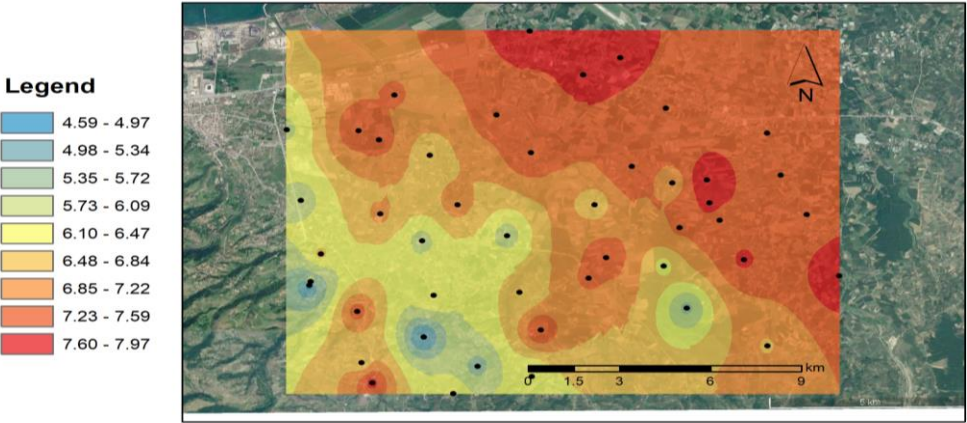 Legend
4.59 - 4.97
4.98 - 5.34
5.35 - 5.72
5.73 - 6.09
6.10 - 6.47
6.48 - 6.84
6.85 - 7.22
7.23 - 7.59
7.60 - 7.97
N
km
0 1.5 3 6 9
5 km